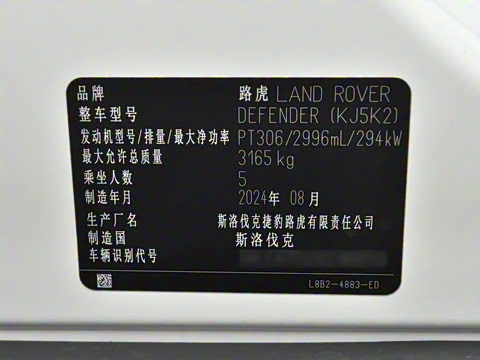 品牌 路虎 LAND ROVER
整车型号 DEFENDER (KJ5K2)
发动机型号/排量/最大净功率 PT306/2996mL/294kW
最大允许总质量 3165kg
乘坐人数 5
制造年月 2024年 08月
生产厂名 斯洛伐克捷豹路虎有限责任公司
制造国 斯洛伐克
车辆识别代号
L8B2-4883-ED